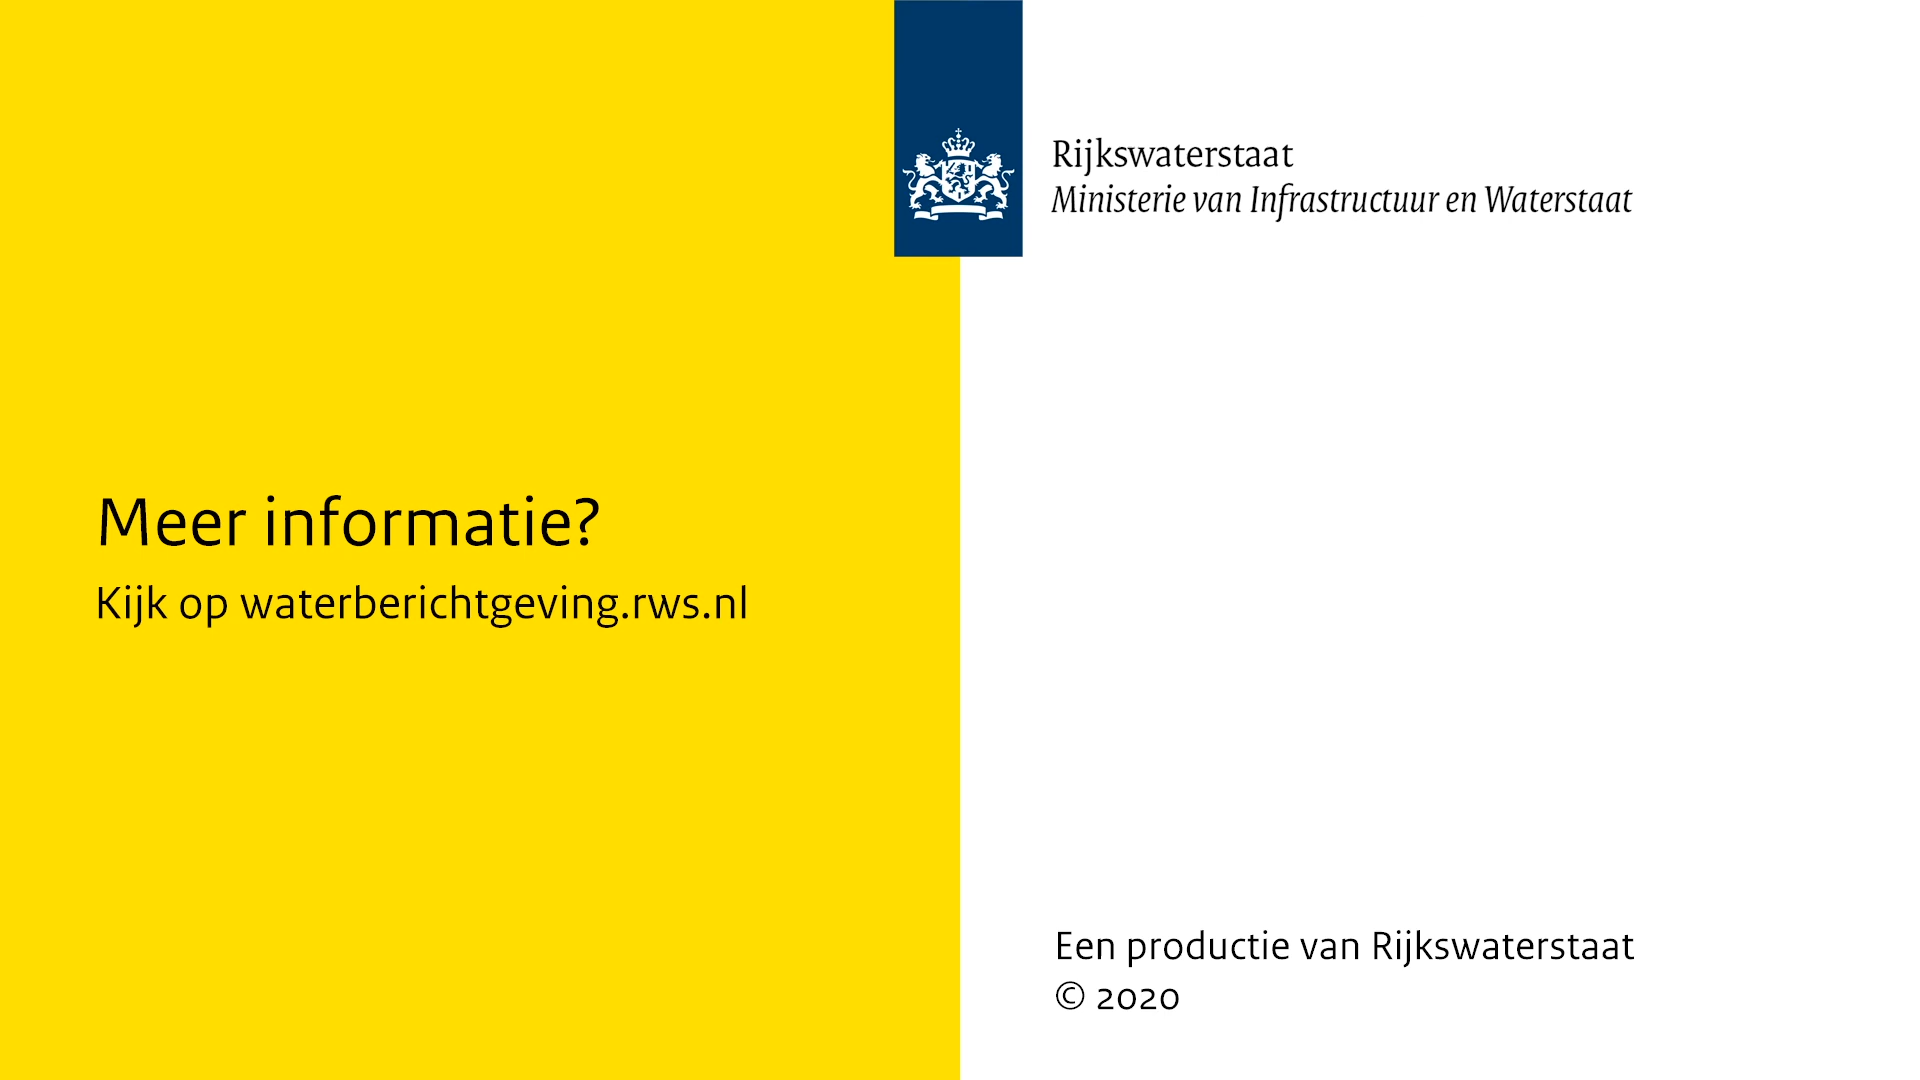 Rijkswaterstaat
Ministerie van Infrastructuur en Waterstaat
Meer informatie?
Kijk op waterberichtgeving.rws.nl
Een productie van Rijkswaterstaat
© 2020